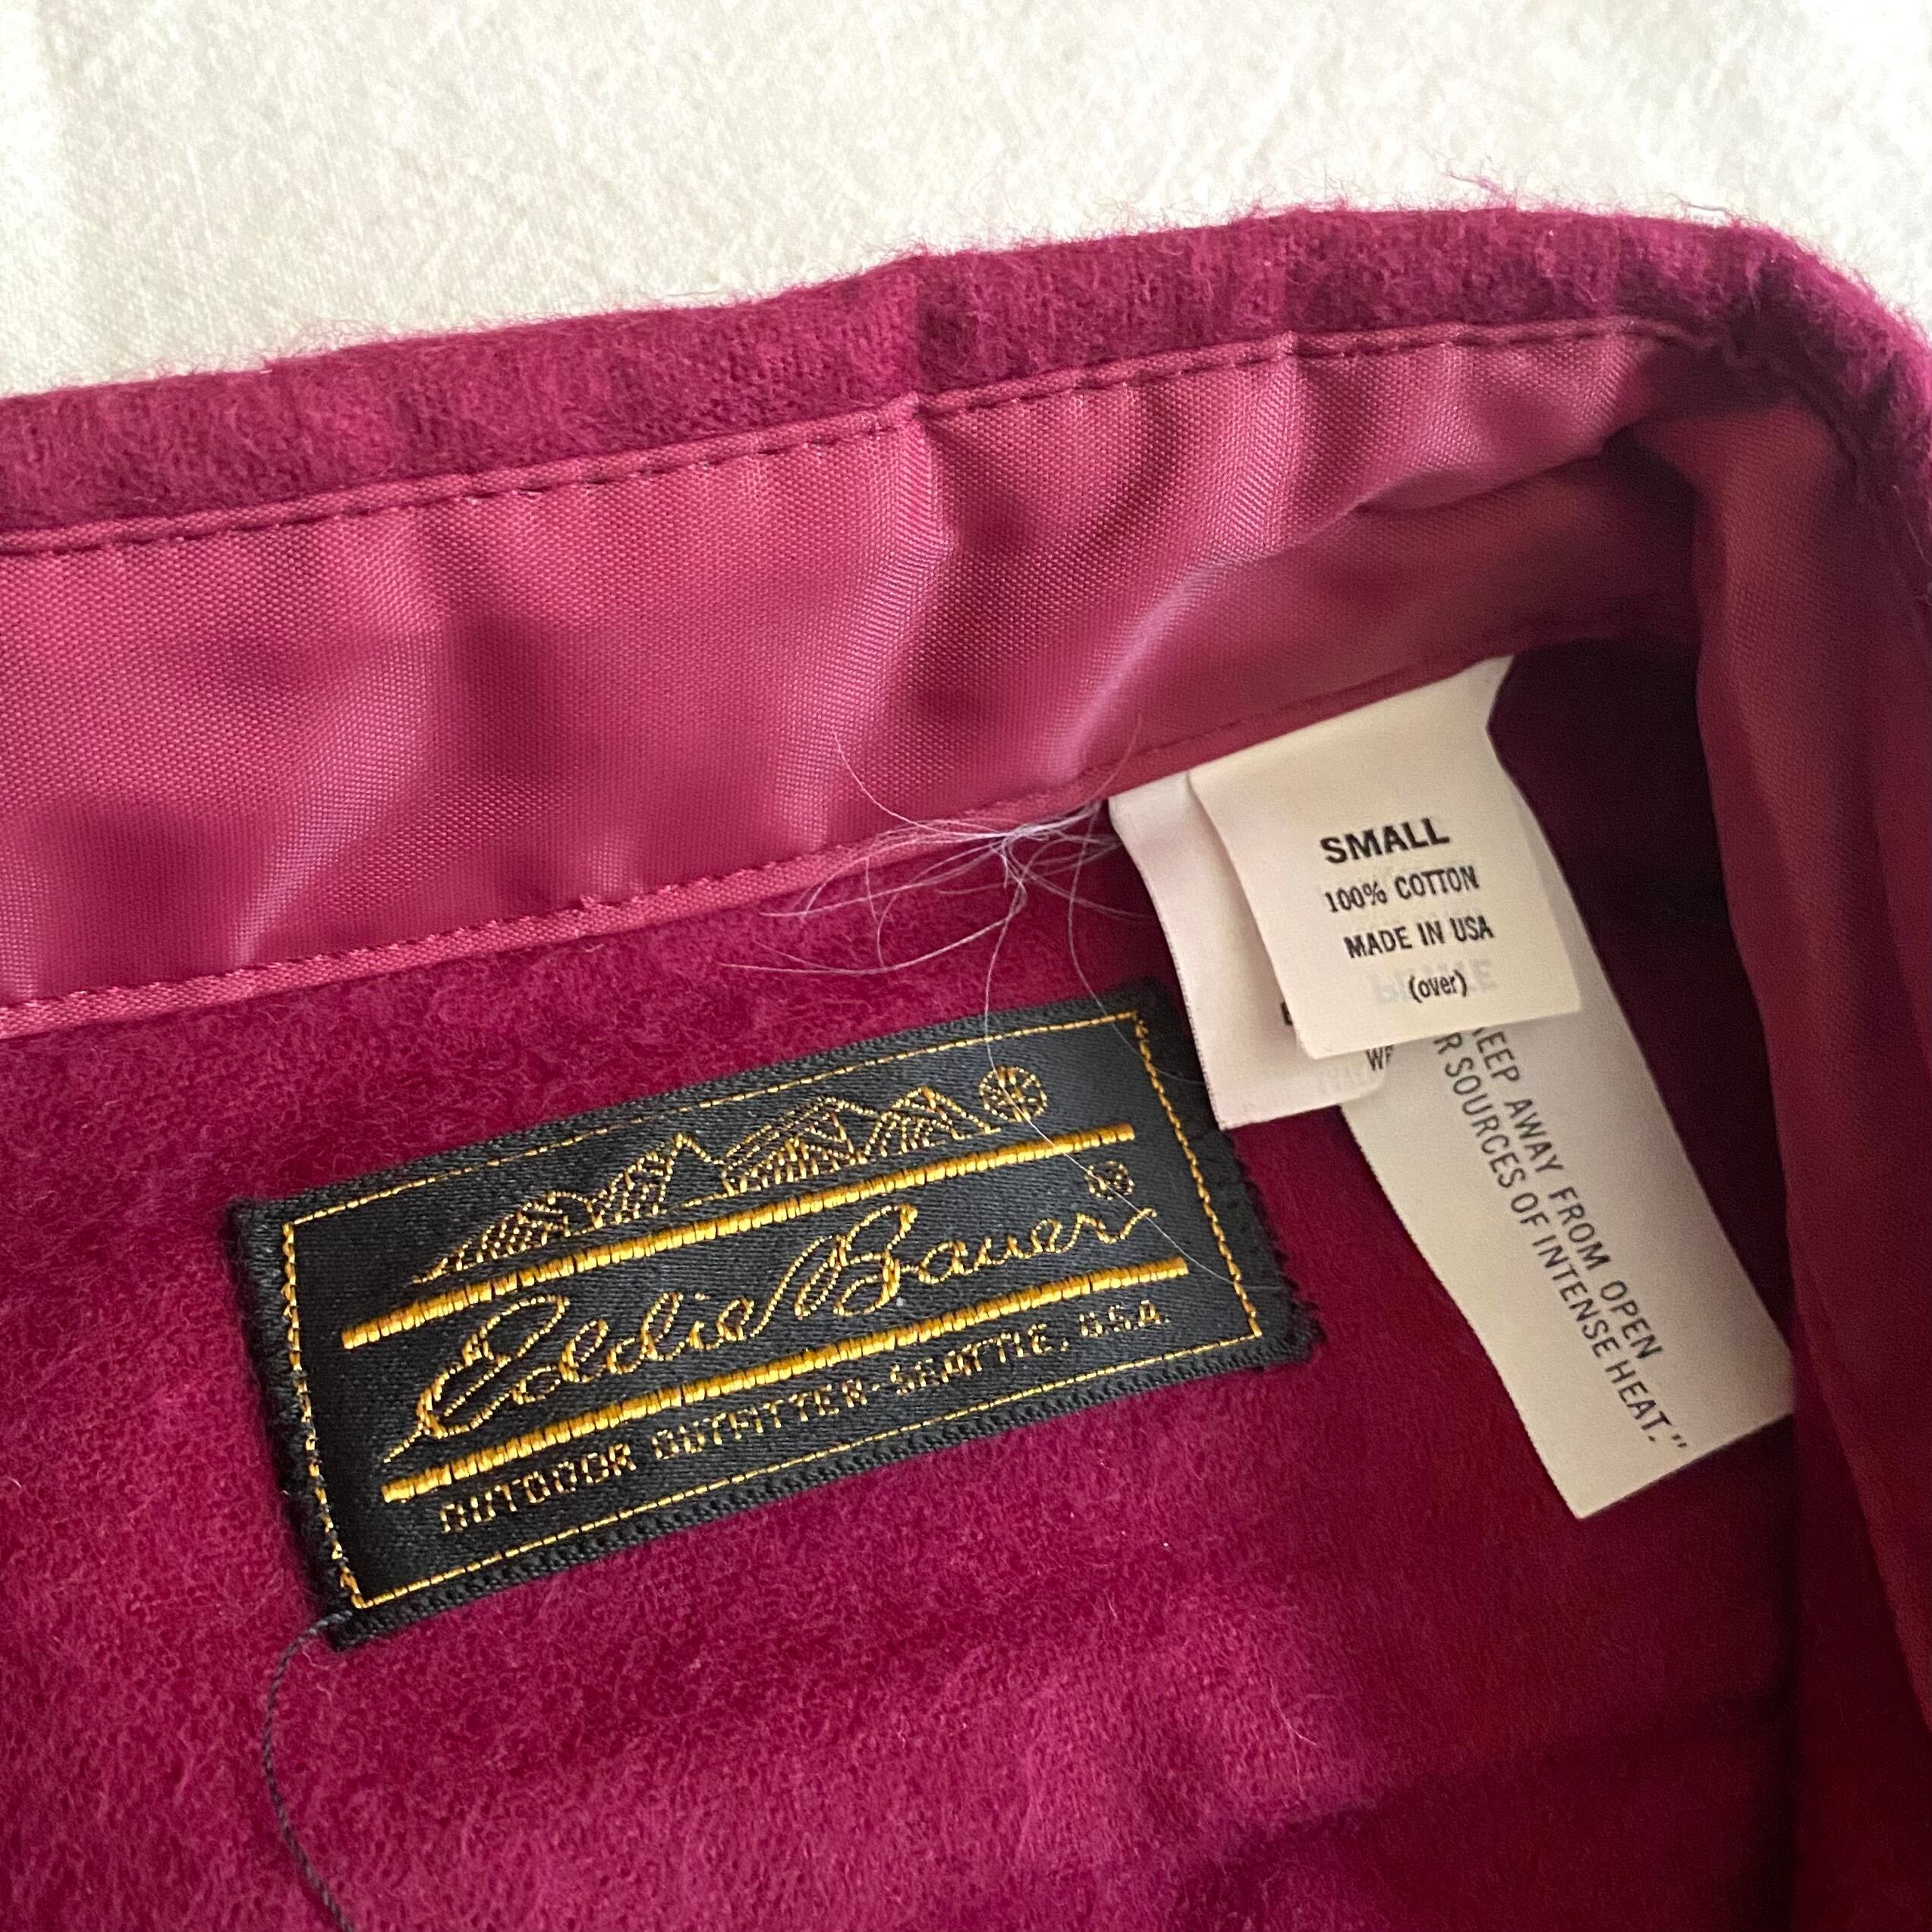 SMALL
100% COTTON
MADE IN USA
(over)
WE
KEEP AWAY FROM OPEN
R SOURCES OF INTENSE HEAT."
Eddie Bauer®
OUTDOOR OUTFITTER-SEATTLE, U.S.A.